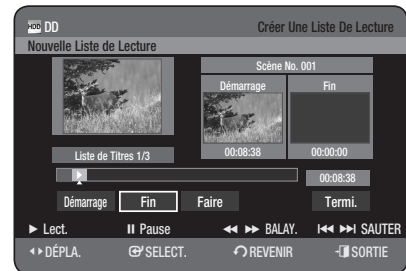 HDD DD Créer Une Liste De Lecture
Nouvelle Liste de Lecture
Scène No. 001
Démarrage Fin
Liste de Titres 1/3 00:08:38 00:00:00
00:08:38
Démarrage Fin Faire Termi.
► Lect. II Pause ◄◄ ►► BALAY. I◄◄ ►►I SAUTER
◄► DÉPLA. SELECT. REVENIR SORTIE